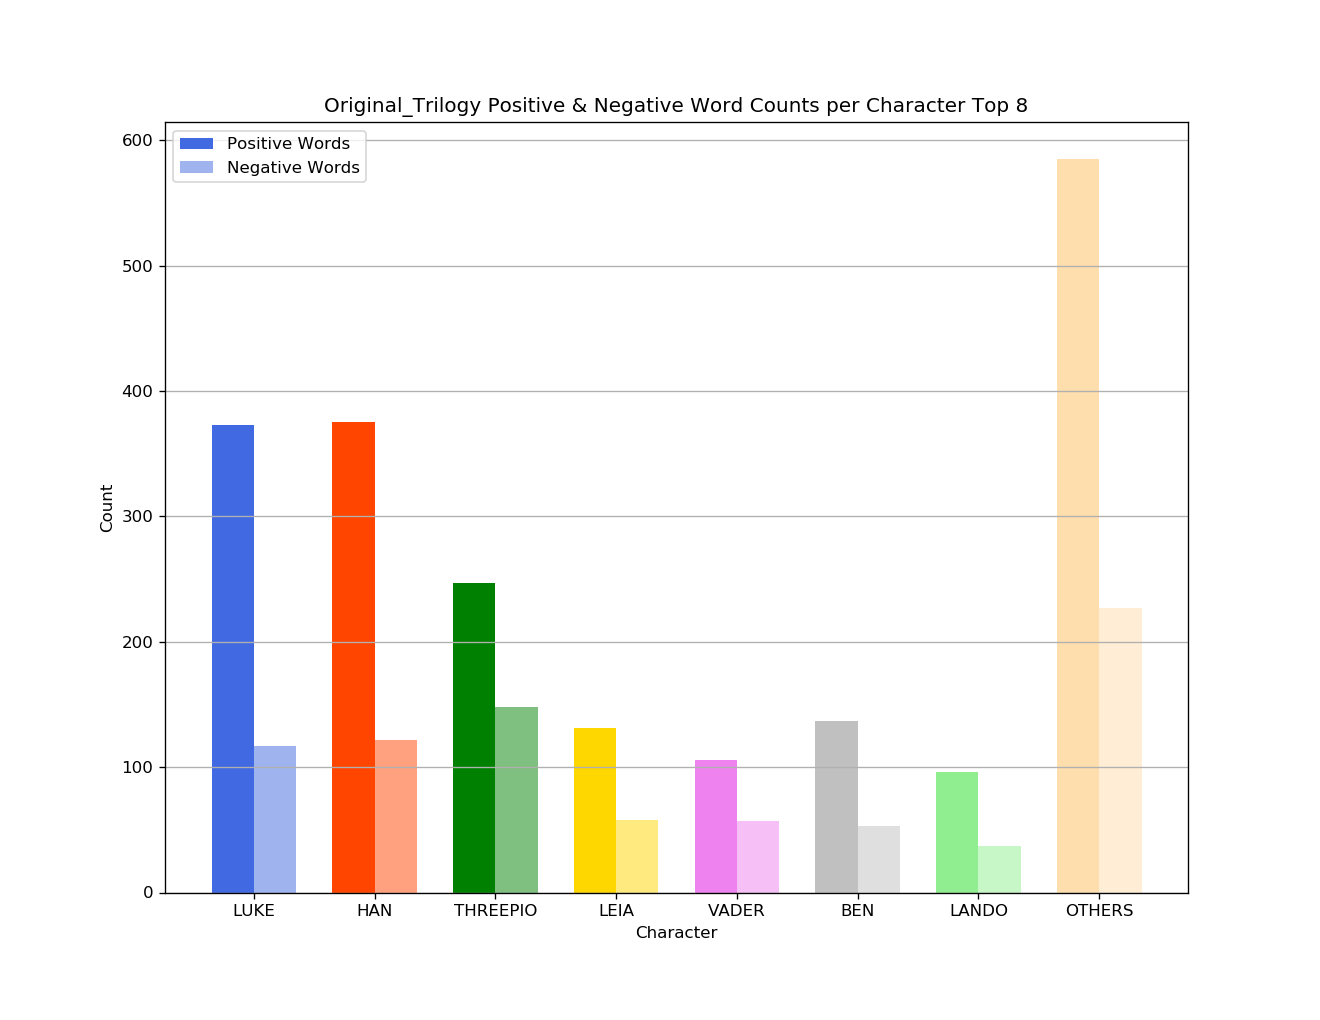 Original_Trilogy Positive & Negative Word Counts per Character Top 8
Positive Words
Negative Words
600
500
400
300
200
100
0
Count
LUKE HAN THREEPIO LEIA VADER BEN LANDO OTHERS
Character